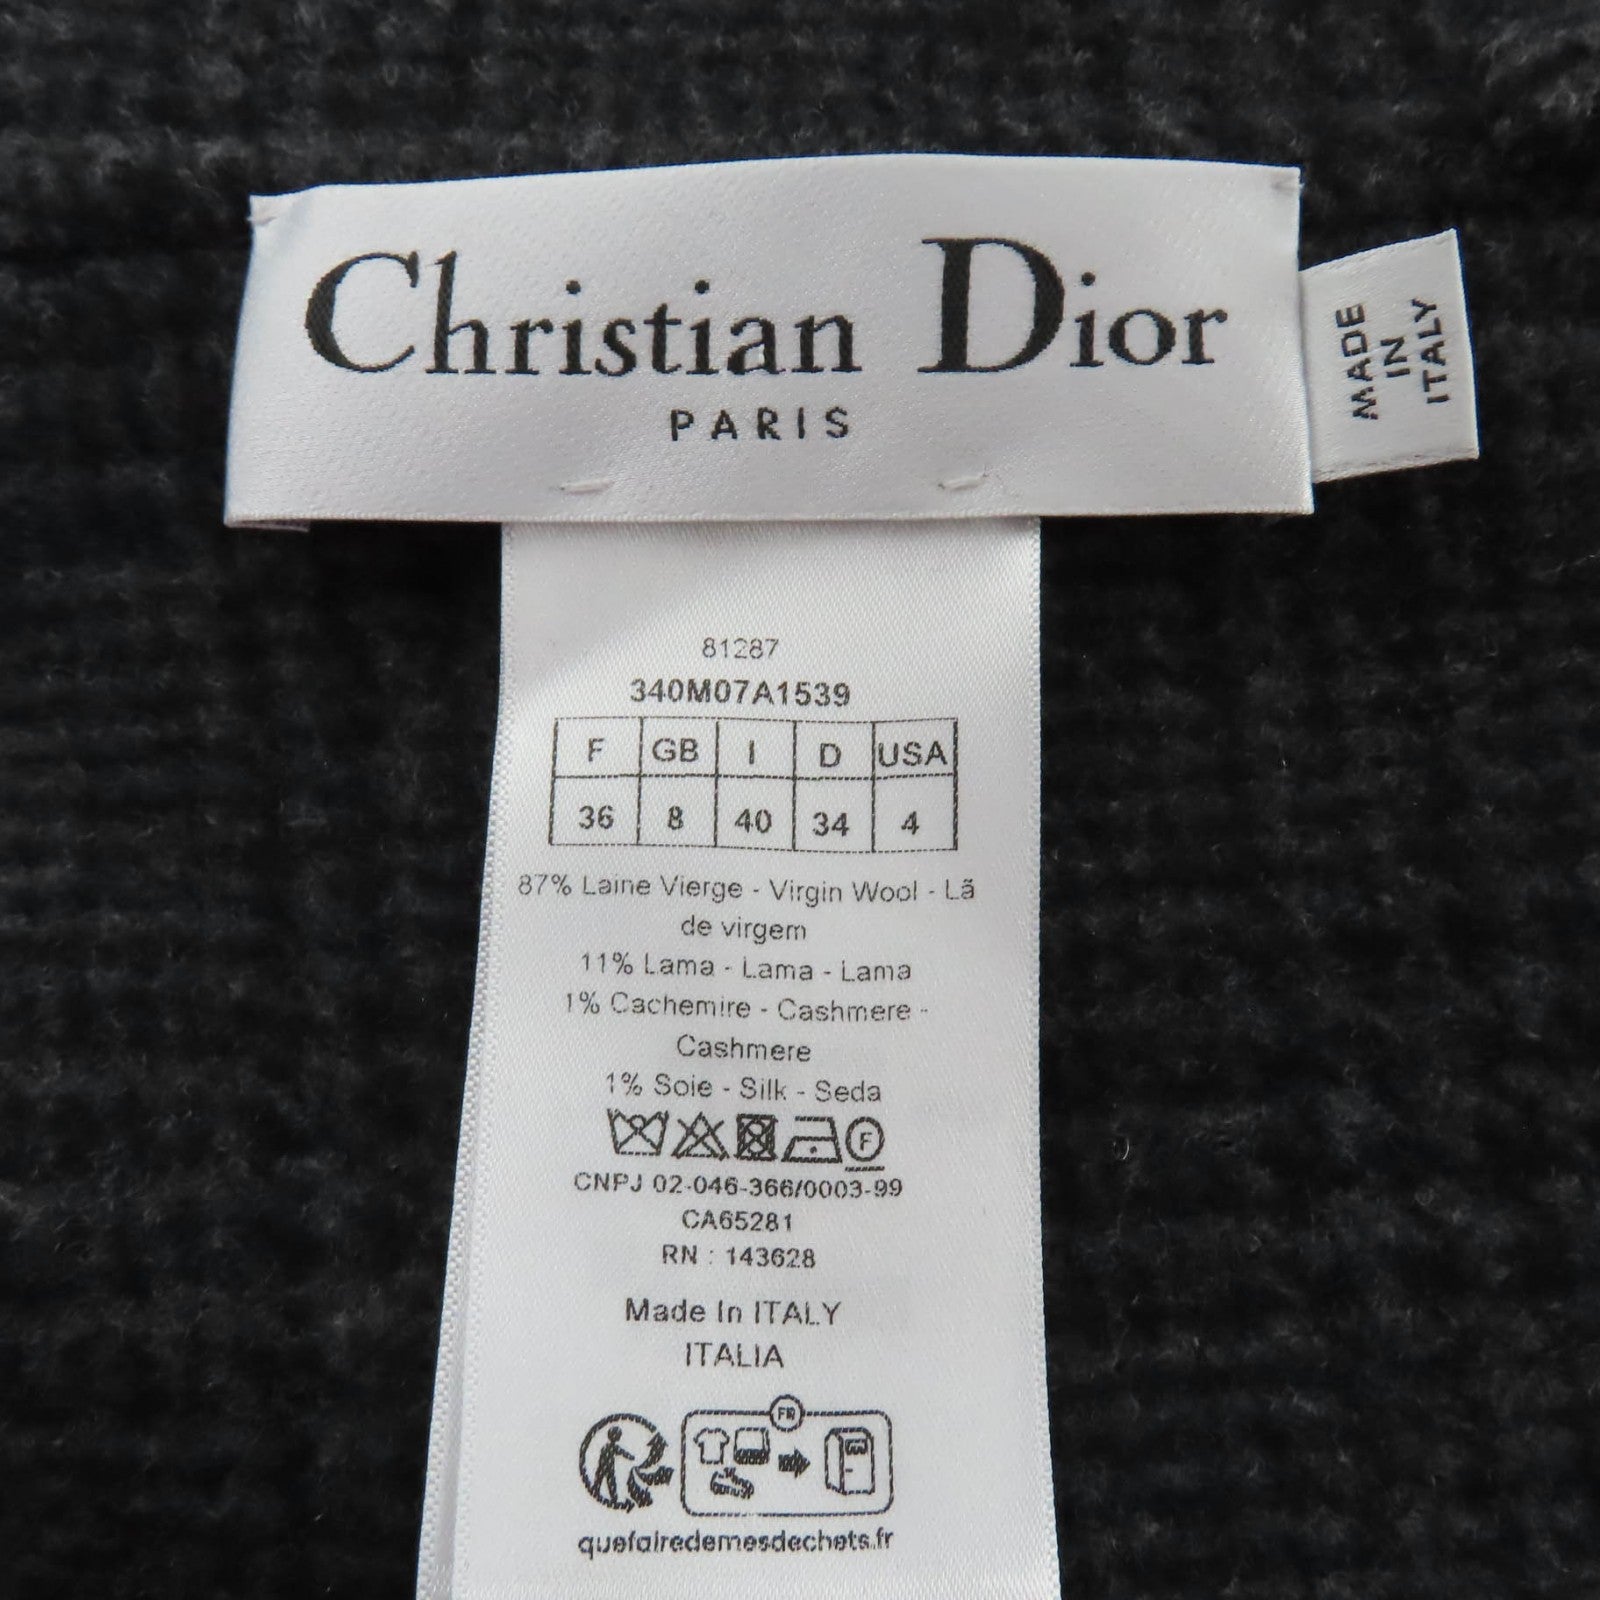 Christian Dior
PARIS
MADE
IN
ITALY
81287
340M07A1539
F GB I D USA
36 8 40 34 4
87% Laine Vierge - Virgin Wool - Lã
de virgem
11% Lama - Lama - Lama
1% Cachemire - Cashmere -
Cashmere
1% Soie - Silk - Seda
F
CNPJ 02-046-366/0003-99
CA65281
RN : 143628
Made In ITALY
ITALIA
FR
quefairedemesdechets.fr